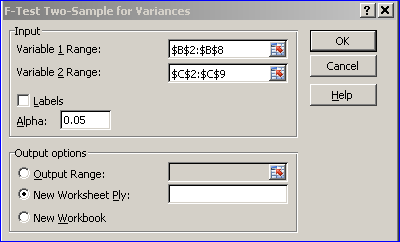 F-Test Two-Sample for Variances
Input
Variable 1 Range: $B$2:$B$8
Variable 2 Range: $C$2:$C$9
Labels
Alpha: 0.05
OK
Cancel
Help
Output options
Output Range:
New Worksheet Ply:
New Workbook